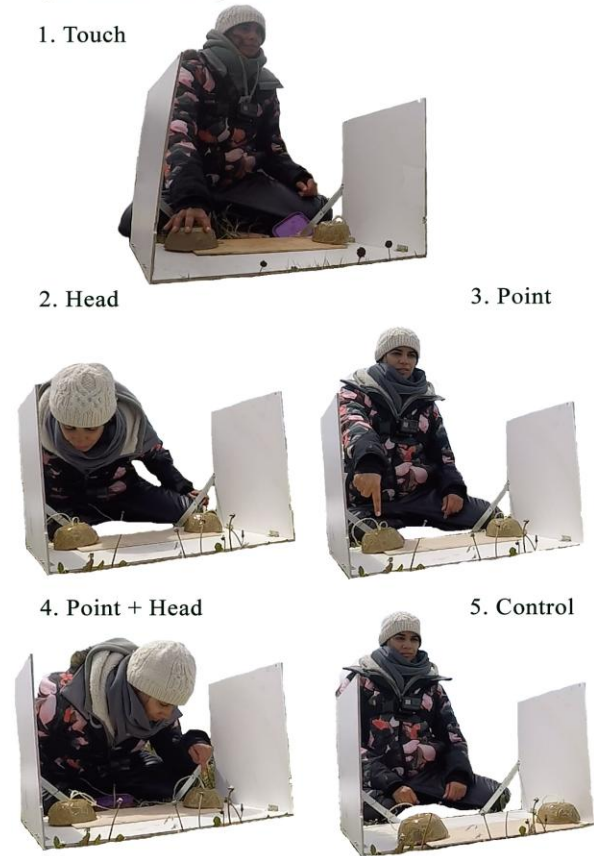 1. Touch
2. Head
3. Point
4. Point + Head
5. Control